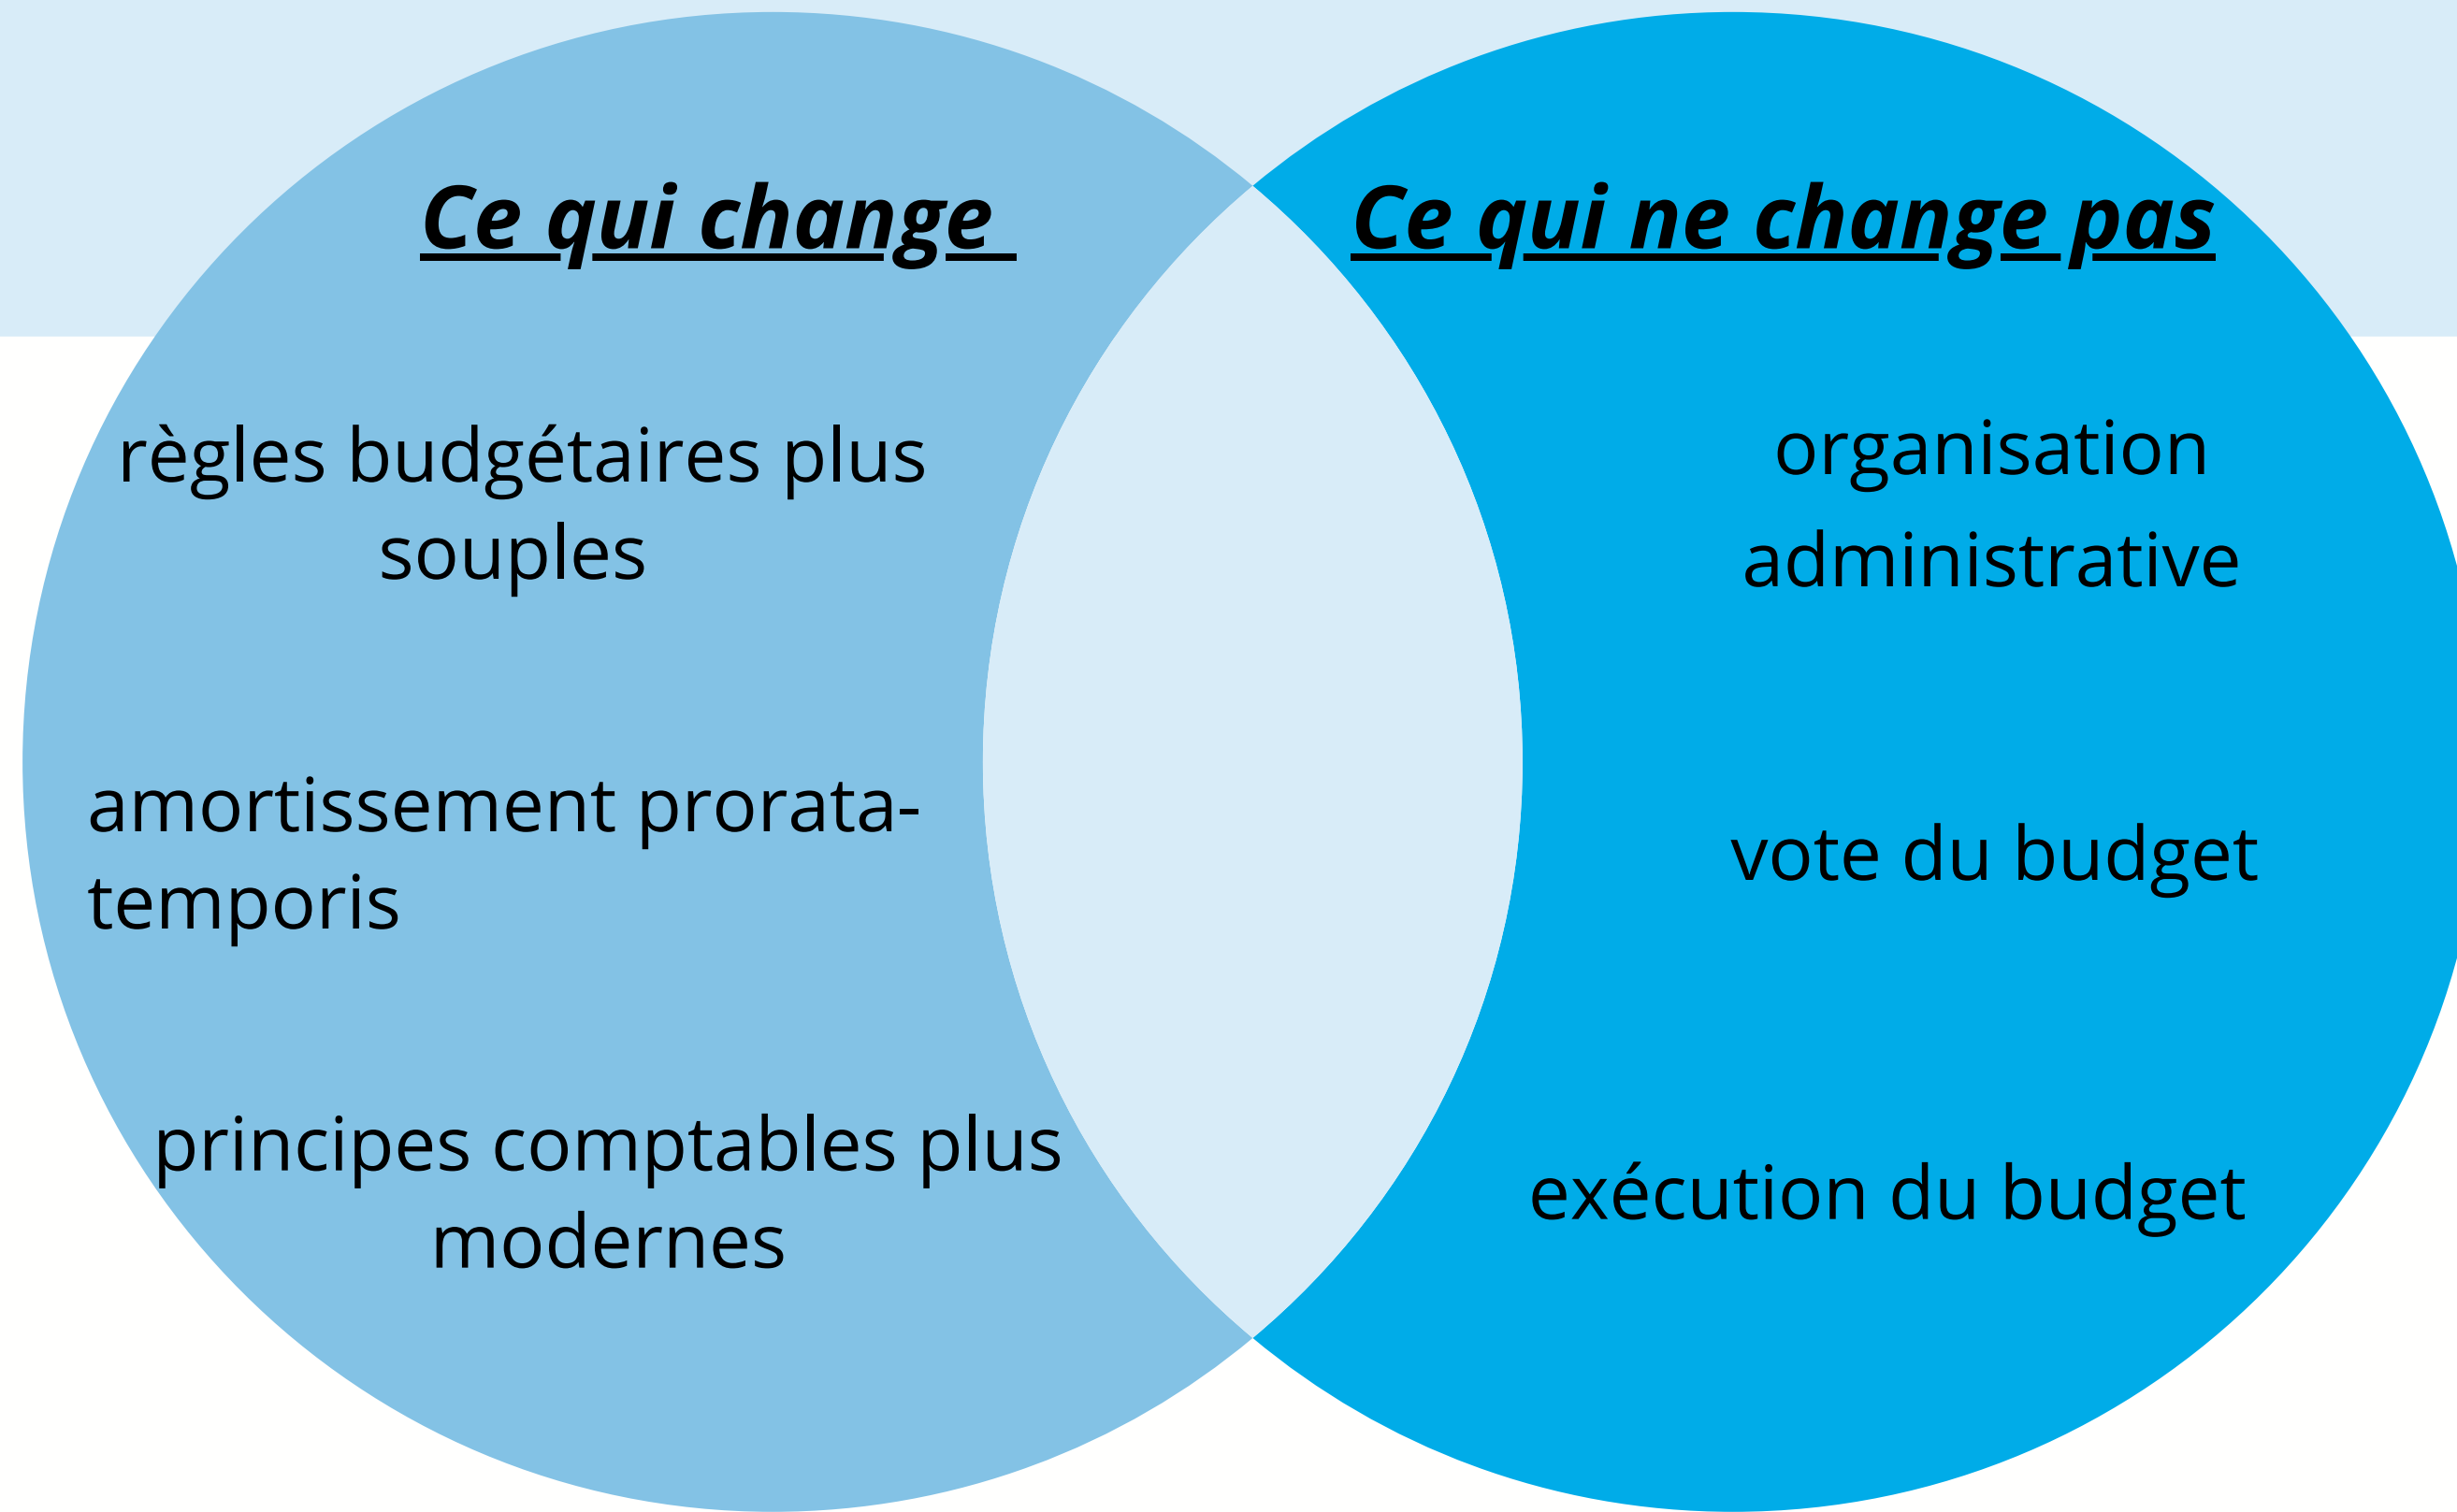 Ce qui change
règles budgétaires plus
souples
amortissement prorata-
temporis
principes comptables plus
modernes
Ce qui ne change pas
organisation
administrative
vote du budget
exécution du budget